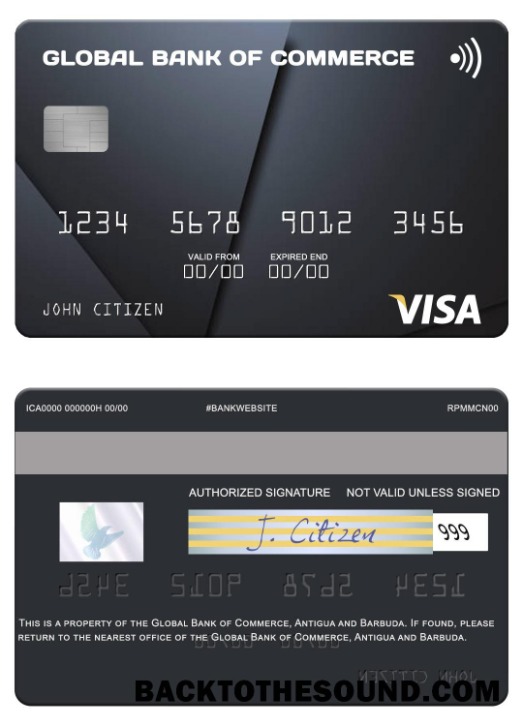 GLOBAL BANK OF COMMERCE
1234 5678 9012 3456
VALID FROM EXPIRED END
00/00 00/00
JOHN CITIZEN
VISA
ICA0000 000000H 00/00 #BANKWEBSITE RPMMCN00
AUTHORIZED SIGNATURE NOT VALID UNLESS SIGNED
J. Citizen 999
THIS IS A PROPERTY OF THE GLOBAL BANK OF COMMERCE, ANTIGUA AND BARBUDA. IF FOUND, PLEASE
RETURN TO THE NEAREST OFFICE OF THE GLOBAL BANK OF COMMERCE, ANTIGUA AND BARBUDA.
BACKTOTHESOUND.COM